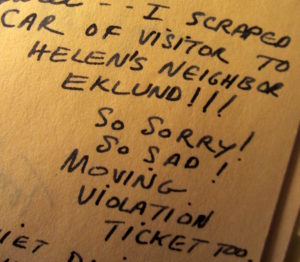 -- I SCRAPED
CAR OF VISITOR TO
HELEN'S NEIGHBOR
EKLUND!!!
SO SORRY!
SO SAD!
MOVING
VIOLATION
TICKET TOO.